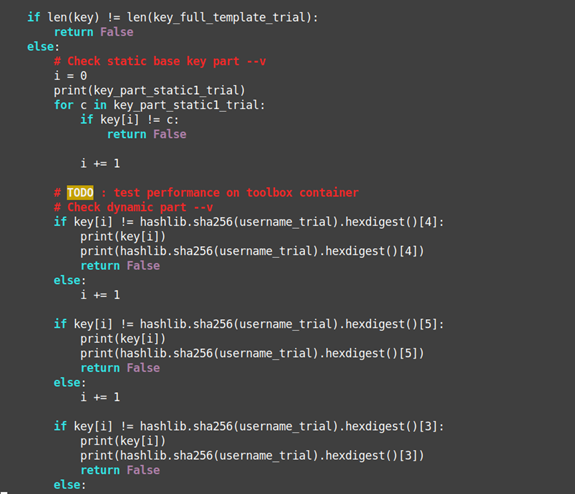 if len(key) != len(key_full_template_trial):
return False
else:
# Check static base key part --v
i = 0
print(key_part_static1_trial)
for c in key_part_static1_trial:
if key[i] != c:
return False
i += 1
# TODO : test performance on toolbox container
# Check dynamic part --v
if key[i] != hashlib.sha256(username_trial).hexdigest()[4]:
print(key[i])
print(hashlib.sha256(username_trial).hexdigest()[4])
return False
else:
i += 1
if key[i] != hashlib.sha256(username_trial).hexdigest()[5]:
print(key[i])
print(hashlib.sha256(username_trial).hexdigest()[5])
return False
else:
i += 1
if key[i] != hashlib.sha256(username_trial).hexdigest()[3]:
print(key[i])
print(hashlib.sha256(username_trial).hexdigest()[3])
return False
else: